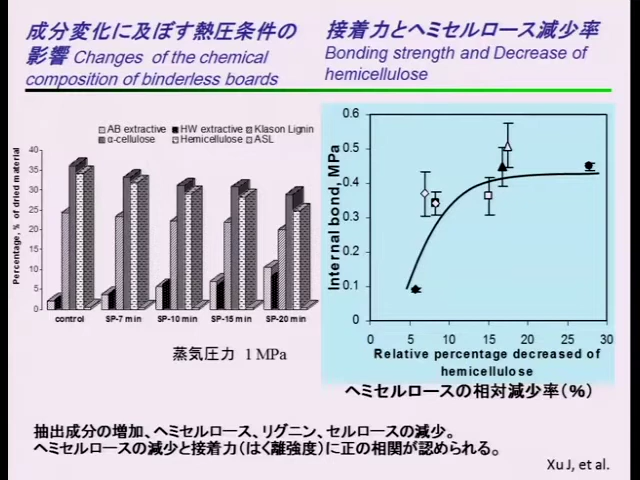 成分変化に及ぼす熱圧条件の
影響 Changes of the chemical
composition of binderless boards
接着力とヘミセルロース減少率
Bonding strength and Decrease of
hemicellulose
AB extractive HW extractive Klason Lignin
α-cellulose Hemicellulose ASL
Percentage, % of dried material
40
35
30
25
20
15
10
5
0
control SP-7 min SP-10 min SP-15 min SP-20 min
蒸気圧力 1 MPa
Internal bond, MPa
0.6
0.5
0.4
0.3
0.2
0.1
0
0 5 10 15 20 25 30
Relative percentage decreased of
hemicellulose
ヘミセルロースの相対減少率(%)
抽出成分の増加、ヘミセルロース、リグニン、セルロースの減少。
ヘミセルロースの減少と接着力(はく離強度)に正の相関が認められる。
Xu J, et al.